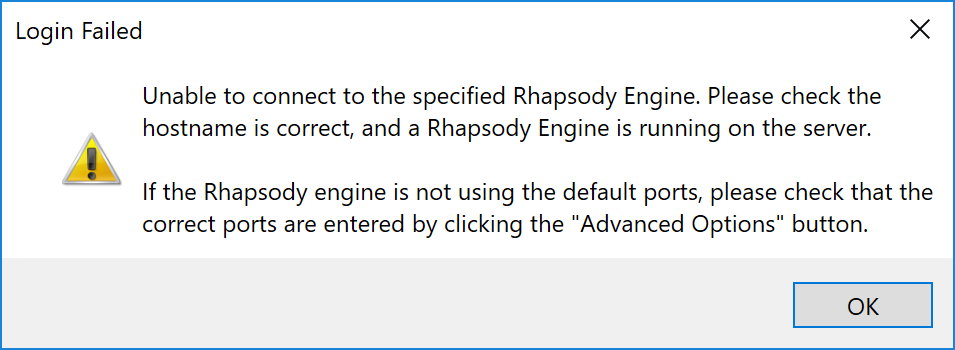 Login Failed
Unable to connect to the specified Rhapsody Engine. Please check the
hostname is correct, and a Rhapsody Engine is running on the server.
If the Rhapsody engine is not using the default ports, please check that the
correct ports are entered by clicking the "Advanced Options" button.
OK